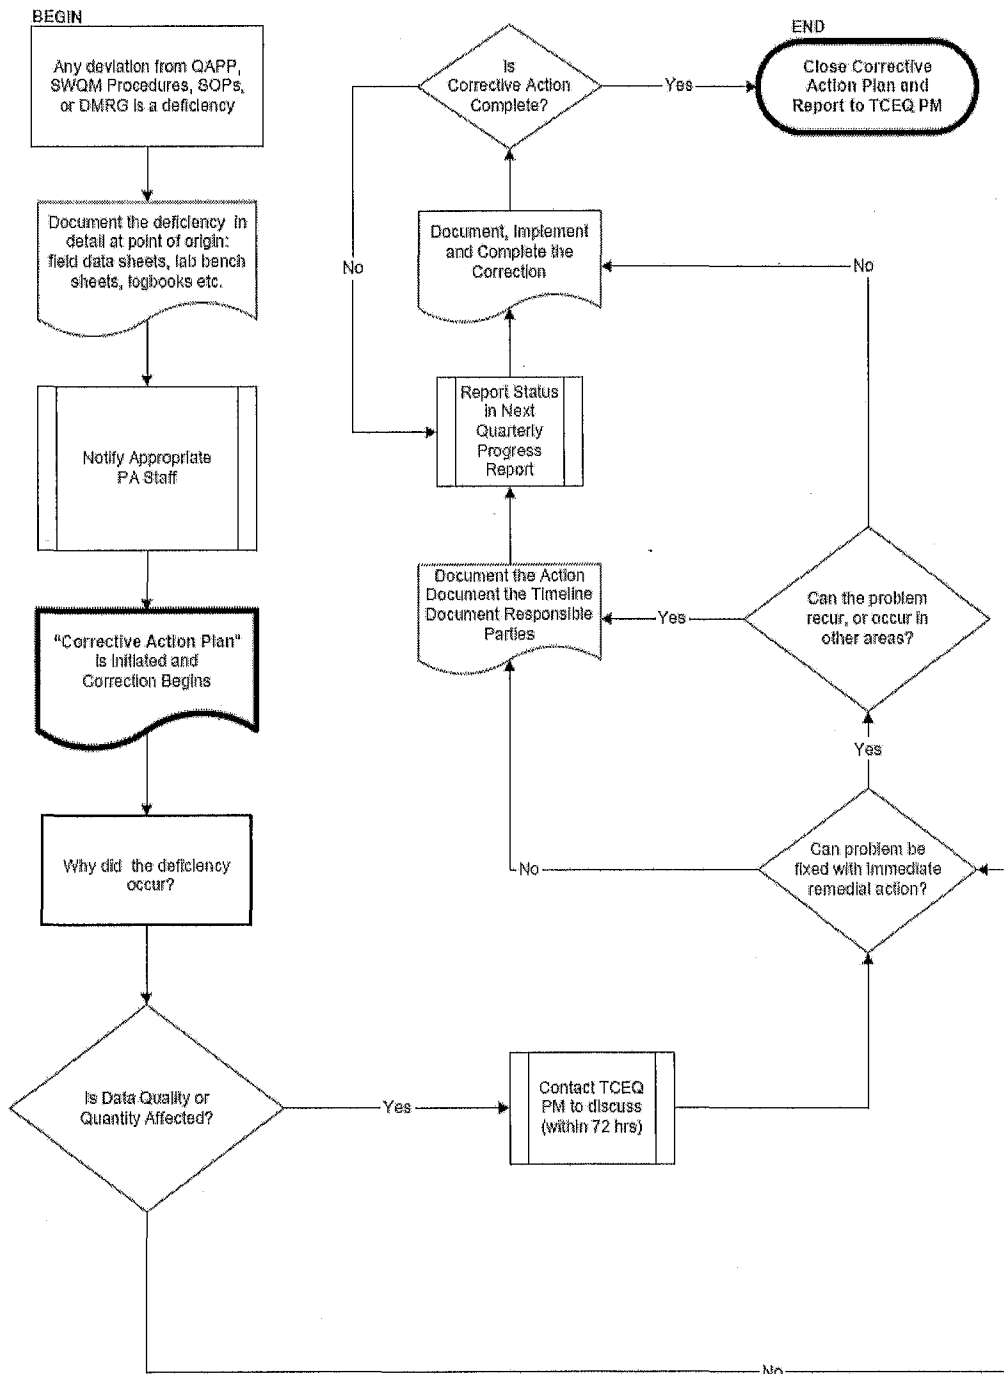 BEGIN
Any deviation from QAPP,
SWQM Procedures, SOPs,
or DMRG is a deficiency
Document the deficiency in
detail at point of origin:
field data sheets, lab bench
sheets, logbooks etc.
Notify Appropriate
PA Staff
"Corrective Action Plan"
is Initiated and
Correction Begins
Why did the deficiency
occur?
Is Data Quality or
Quantity Affected?
Yes
No
Contact TCEQ
PM to discuss
(within 72 hrs)
Can problem be
fixed with immediate
remedial action?
No
Yes
Can the problem
recur, or occur in
other areas?
Yes
No
Document the Action
Document the Timeline
Document Responsible
Parties
Report Status
in Next
Quarterly
Progress
Report
Document, Implement
and Complete the
Correction
Is
Corrective Action
Complete?
No
Yes
END
Close Corrective
Action Plan and
Report to TCEQ PM